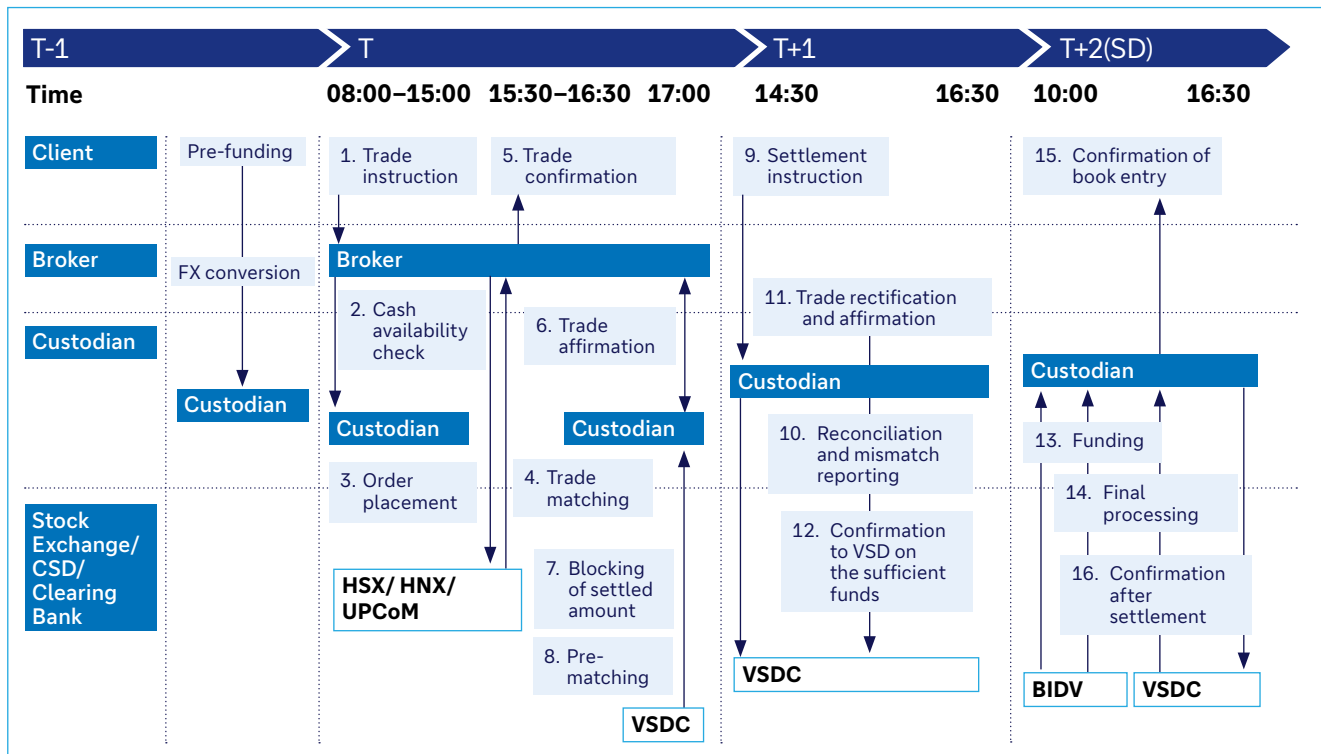 T-1
T
T+1
T+2(SD)
Time
08:00–15:00
15:30–16:30
17:00
14:30
16:30
10:00
16:30
Client
Pre-funding
1. Trade
instruction
5. Trade
confirmation
9. Settlement
instruction
15. Confirmation of
book entry
Broker
FX conversion
Broker
2. Cash
availability
check
6. Trade
affirmation
11. Trade rectification
and affirmation
Custodian
Custodian
Custodian
Custodian
Custodian
Custodian
3. Order
placement
4. Trade
matching
10. Reconciliation
and mismatch
reporting
13. Funding
14. Final
processing
Stock
Exchange/
CSD/
Clearing
Bank
HSX/ HNX/
UPCoM
7. Blocking
of settled
amount
8. Pre-
matching
VSDC
12. Confirmation
to VSD on
the sufficient
funds
VSDC
16. Confirmation
after
settlement
BIDV
VSDC